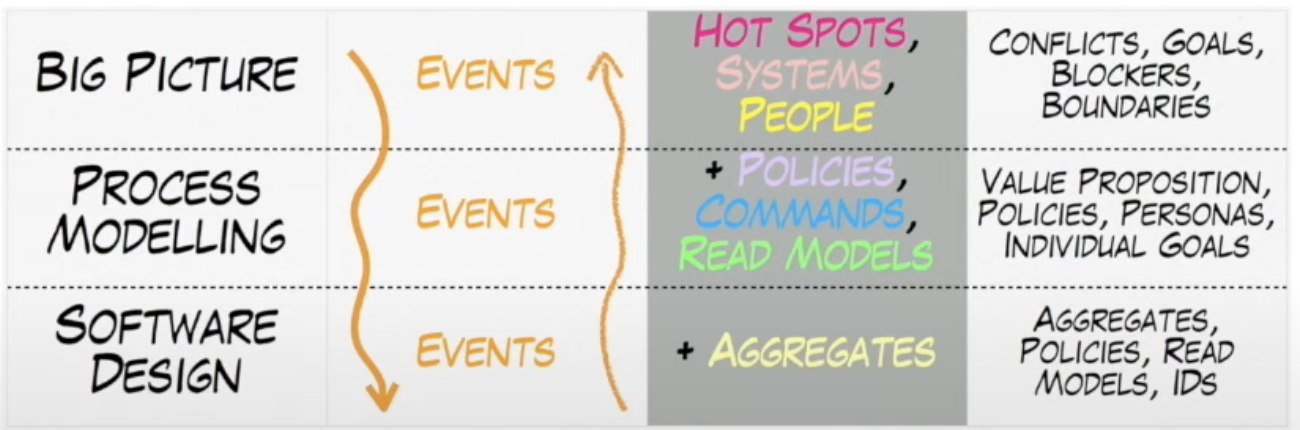 BIG PICTURE
EVENTS
HOT SPOTS,
SYSTEMS,
PEOPLE
CONFLICTS, GOALS,
BLOCKERS,
BOUNDARIES
PROCESS
MODELLING
EVENTS
+ POLICIES,
COMMANDS,
READ MODELS
VALUE PROPOSITION,
POLICIES, PERSONAS,
INDIVIDUAL GOALS
SOFTWARE
DESIGN
EVENTS
+ AGGREGATES
AGGREGATES,
POLICIES, READ
MODELS, IDS